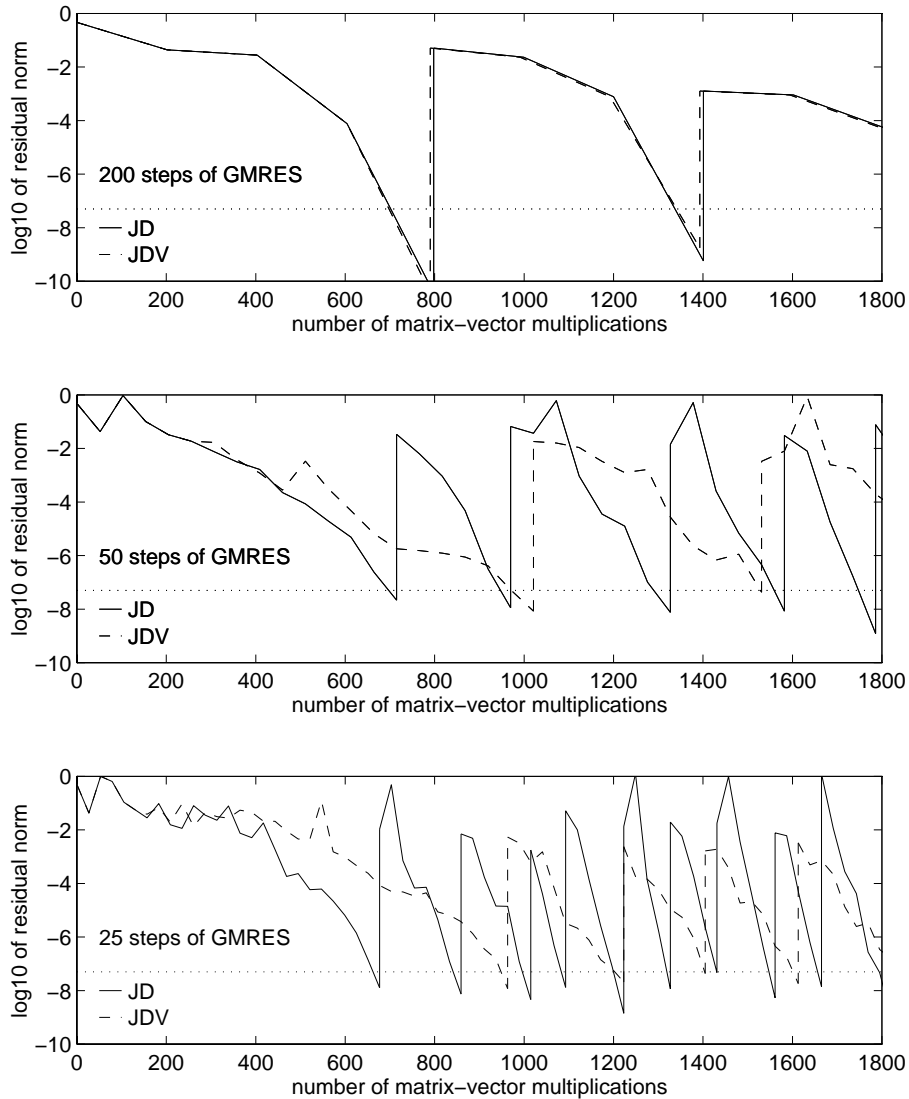 0
−2
−4
−6
−8
−10
log10 of residual norm
200 steps of GMRES
JD
JDV
0 200 400 600 800 1000 1200 1400 1600 1800
number of matrix−vector multiplications
0
−2
−4
−6
−8
−10
log10 of residual norm
50 steps of GMRES
JD
JDV
0 200 400 600 800 1000 1200 1400 1600 1800
number of matrix−vector multiplications
0
−2
−4
−6
−8
−10
log10 of residual norm
25 steps of GMRES
JD
JDV
0 200 400 600 800 1000 1200 1400 1600 1800
number of matrix−vector multiplications